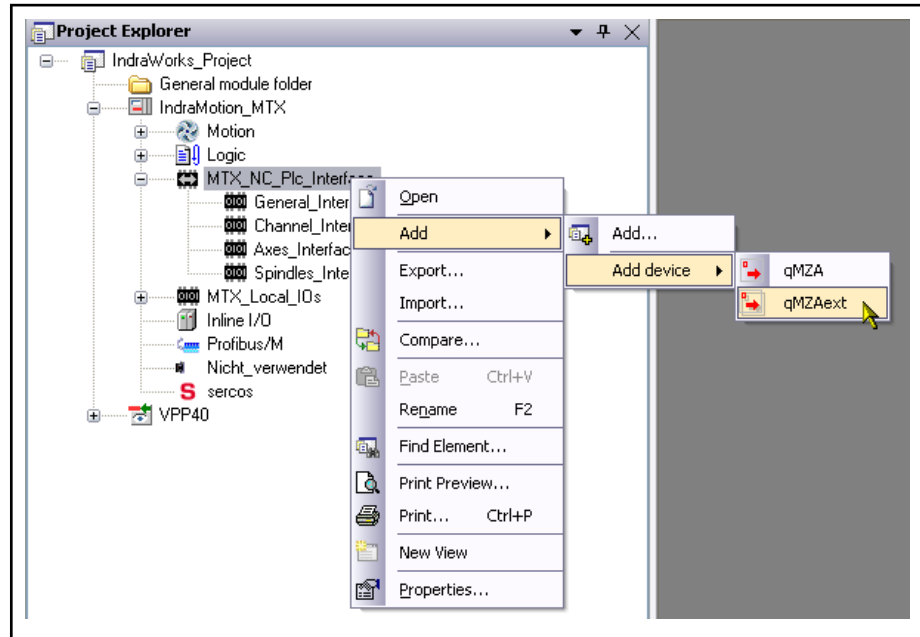 Project Explorer
IndraWorks_Project
General module folder
IndraMotion_MTX
Motion
Logic
MTX_NC_Plc_Interface
General_Inter
Channel_Inter
Axes_Interfac
Spindles_Inte
MTX_Local_IOs
Inline I/O
Profibus/M
Nicht_verwendet
sercos
VPP40
Open
Add
Export...
Import...
Compare...
Paste Ctrl+V
Rename F2
Find Element...
Print Preview...
Print... Ctrl+P
New View
Properties...
Add...
Add device
qMZA
qMZAext